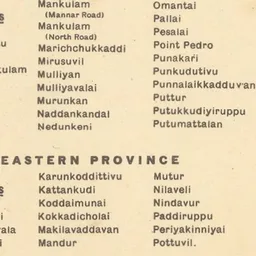 Mankulam
(Mannar Road)
Mankulam
(North Road)
Marichchukkaddi
Mirusuvil
Mulliyan
Mulliyavalai
Murunkan
Naddankandal
Nedunkeni
Omantai
Pallai
Pesalai
Point Pedro
Punakari
Punkudutivu
Punnalaikkadduvan
Puttur
Putukkudiyiruppu
Putumattalan
EASTERN PROVINCE
Karunkoddittivu
Kattankudi
Koddaimunai
Kokkadicholai
Makilavaddavan
Mandur
Mutur
Nilaveli
Nindavur
Paddiruppu
Periyakinniyai
Pottuvil.